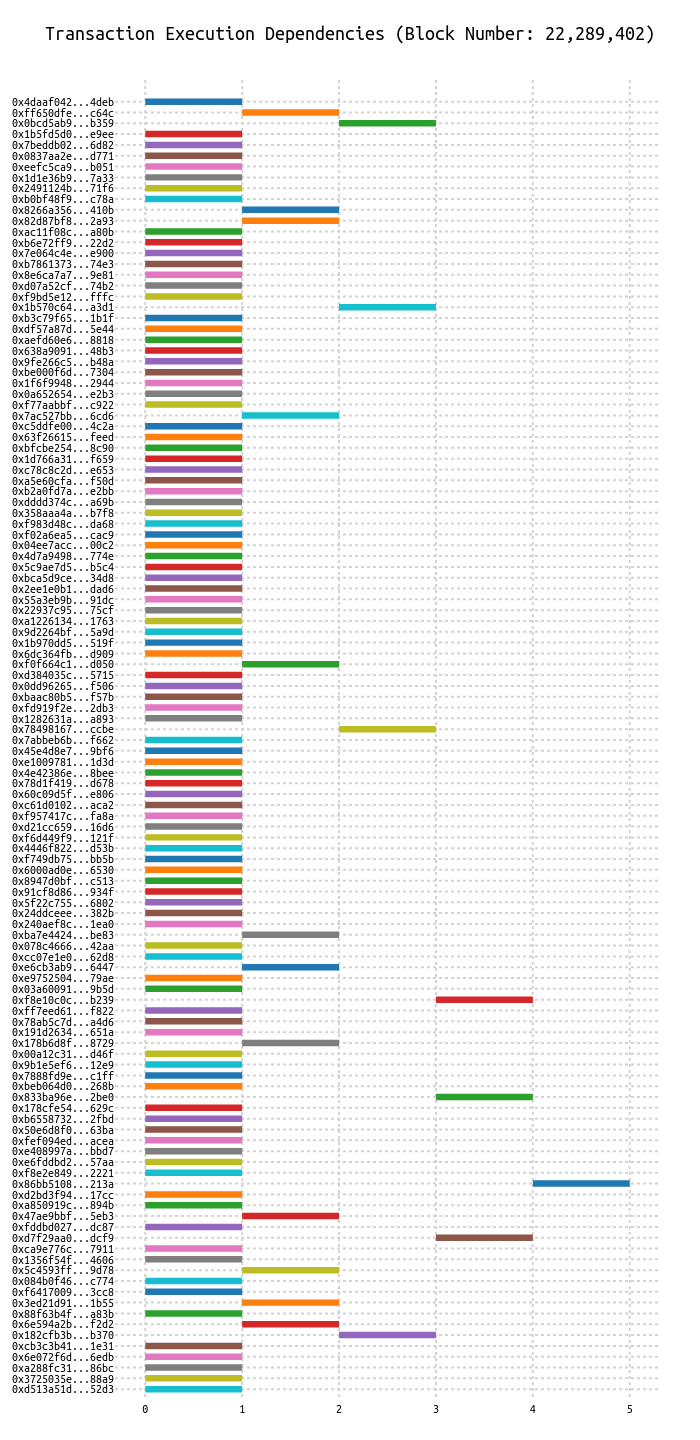 Transaction Execution Dependencies (Block Number: 22,289,402)
0x4daaf042...4deb
0xff650dfe...c64c
0x0bcd5ab9...b359
0x1b5fd5d0...e9ee
0x7beddb02...6d82
0x0837aa2e...d771
0xeefc5ca9...b051
0x1d1e36b9...7a33
0x2491124b...71f6
0xb0bf48f9...c78a
0x8266a356...410b
0x82d87bf8...2a93
0xac11f08c...a80b
0xb6e72ff9...22d2
0x7e064c4e...e900
0xb7861373...74e3
0x8e6ca7a7...9e81
0xd07a52cf...74b2
0xf9bd5e12...fffc
0x1b570c64...a3d1
0xb3c79f65...1b1f
0xdf57a87d...5e44
0xaefd60e6...8818
0x638a9091...48b3
0x9fe266c5...b48a
0xbe000f6d...7304
0x1f6f9948...2944
0x0a652654...e2b3
0xf77aabbf...c922
0x7ac527bb...6cd6
0xc5ddfe00...4c2a
0x63f26615...feed
0xbfcbe254...8c90
0x1d766a31...f659
0xc78c8c2d...e653
0xa5e60cfa...f50d
0xb2a0fd7a...e2bb
0xdddd374c...a69b
0x358aaa4a...b7f8
0xf983d48c...da68
0xf02a6ea5...cac9
0x04ee7acc...00c2
0x4d7a9498...774e
0x5c9ae7d5...b5c4
0xbca5d9ce...34d8
0x2ee1e0b1...dad6
0x55a3eb9b...91dc
0x22937c95...75cf
0xa1226134...1763
0x9d2264bf...5a9d
0x1b970dd5...519f
0x6dc364fb...d909
0xf0f664c1...d050
0xd384035c...5715
0x0dd96265...f506
0xbaac80b5...f57b
0xfd919f2e...2db3
0x1282631a...a893
0x78498167...ccbe
0x7abbeb6b...f662
0x45e4d8e7...9bf6
0xe1009781...1d3d
0x4e42386e...8bee
0x78d1f419...d678
0x60c09d5f...e806
0xc61d0102...aca2
0xf957417c...fa8a
0xd21cc659...16d6
0xf6d449f9...121f
0x4446f822...d53b
0xf749db75...bb5b
0x6000ad0e...6530
0x8947d0bf...c513
0x91cf8d86...934f
0x5f22c755...6802
0x24ddceee...382b
0x240aef8c...1ea0
0xba7e4424...be83
0x078c4666...42aa
0xcc07e1e0...62d8
0xe6cb3ab9...6447
0xe9752504...79ae
0x03a60091...9b5d
0xf8e10c0c...b239
0xff7eed61...f822
0x78ab5c7d...a4d6
0x191d2634...651a
0x178b6d8f...8729
0x00a12c31...d46f
0x9b1e5ef6...12e9
0x7888fd9e...c1ff
0xbeb064d0...268b
0x833ba96e...2be0
0x178cfe54...629c
0xb6558732...2fbd
0x50e6d8f0...63ba
0xfef094ed...acea
0xe408997a...bbd7
0xe6fddbd2...57aa
0xf8e2e849...2221
0x86bb5108...213a
0xd2bd3f94...17cc
0xa850919c...894b
0x47ae9bbf...5eb3
0xfddbd027...dc87
0xd7f29aa0...dcf9
0xca9e776c...7911
0x1356f54f...4606
0x5c4593ff...9d78
0x084b0f46...c774
0xf6417009...3cc8
0x3ed21d91...1b55
0x88f63b4f...a83b
0x6e594a2b...f2d2
0x182cfb3b...b370
0xcb3c3b41...1e31
0x6e072f6d...6edb
0xa288fc31...86bc
0x3725035e...88a9
0xd513a51d...52d3
0 1 2 3 4 5